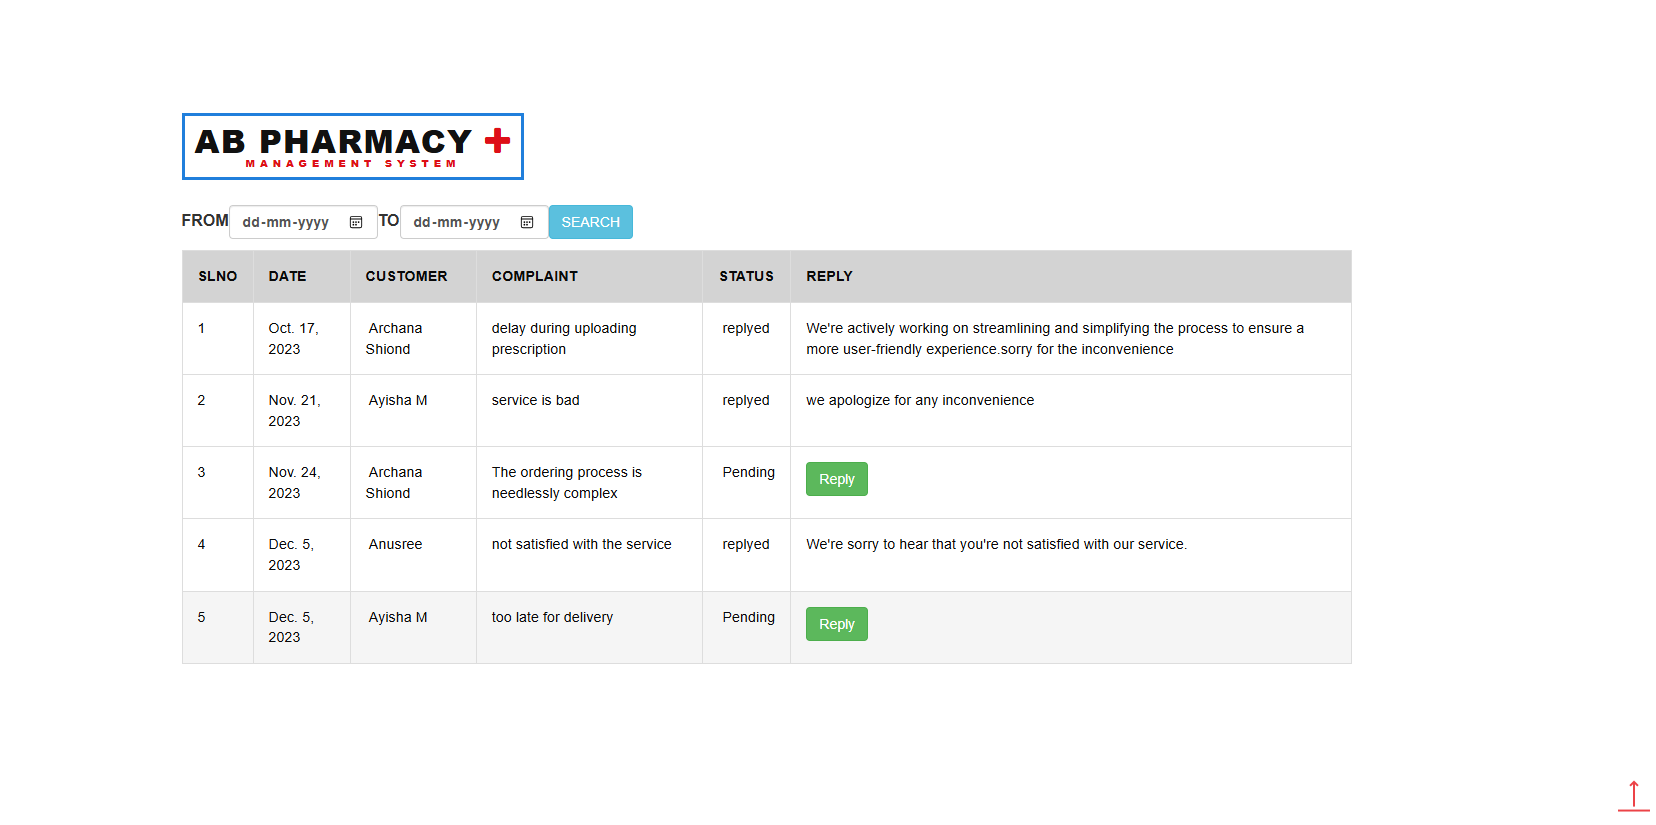 AB PHARMACY
MANAGEMENT SYSTEM
FROM dd-mm-yyyy TO dd-mm-yyyy SEARCH
SLNO DATE CUSTOMER COMPLAINT STATUS REPLY
1 Oct. 17, Archana delay during uploading replyed We're actively working on streamlining and simplifying the process to ensure a
2023 Shiond prescription more user-friendly experience.sorry for the inconvenience
2 Nov. 21, Ayisha M service is bad replyed we apologize for any inconvenience
2023
3 Nov. 24, Archana The ordering process is Pending Reply
2023 Shiond needlessly complex
4 Dec. 5, Anusree not satisfied with the service replyed We're sorry to hear that you're not satisfied with our service.
2023
5 Dec. 5, Ayisha M too late for delivery Pending Reply
2023